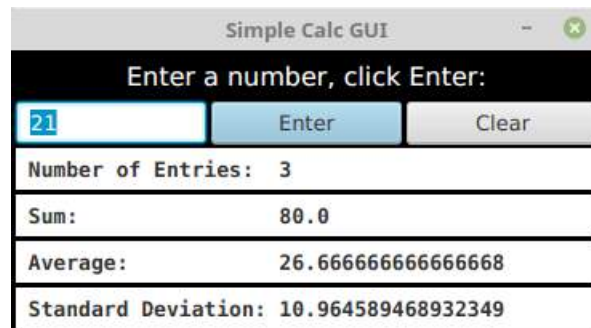 Simple Calc GUI
Enter a number, click Enter:
21 Enter Clear
Number of Entries: 3
Sum: 80.0
Average: 26.666666666666668
Standard Deviation: 10.964589468932349